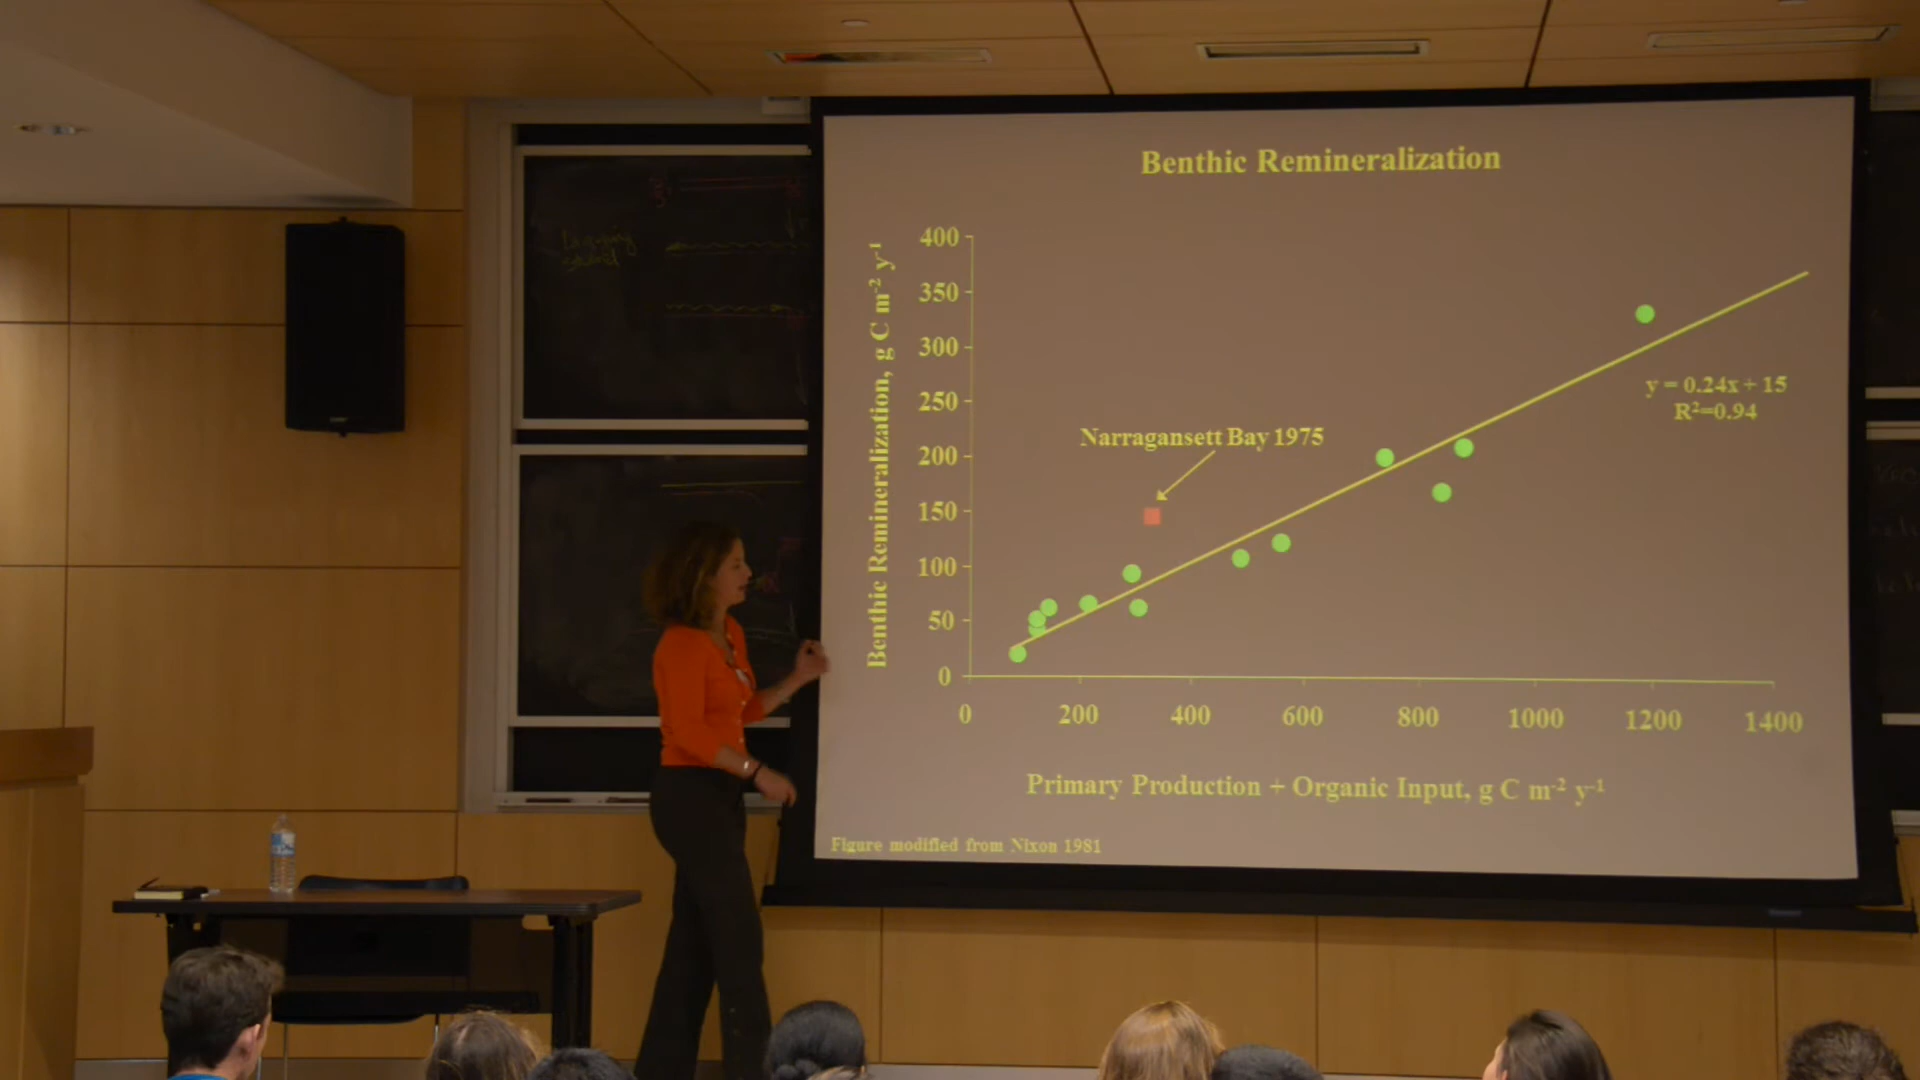 Benthic Remineralization
400
350
300
250
200
150
100
50
0
Benthic Remineralization, g C m⁻² y⁻¹
Narragansett Bay 1975
y = 0.24x + 15
R²=0.94
0 200 400 600 800 1000 1200 1400
Primary Production + Organic Input, g C m⁻² y⁻¹
Figure modified from Nixon 1981